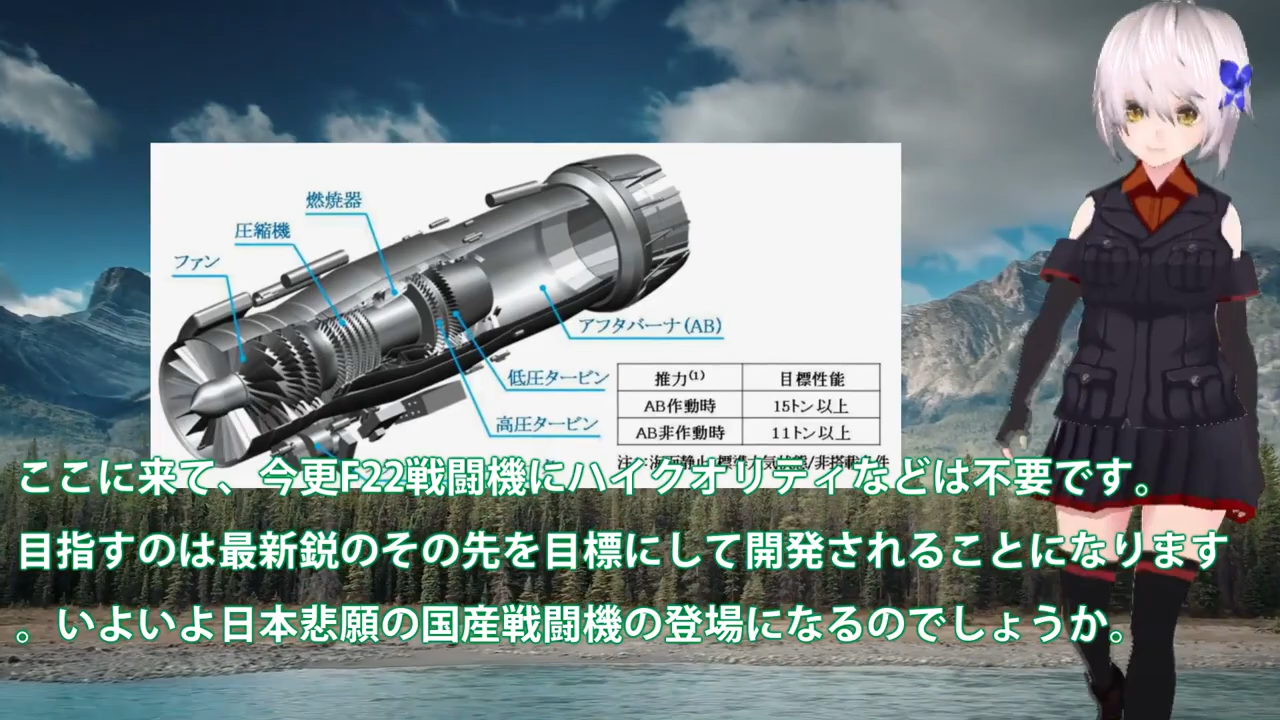 燃焼器
圧縮機
ファン
アフタバーナ(AB)
低圧タービン
高圧タービン
推力(1) 目標性能
AB作動時 15トン以上
AB非作動時 11トン以上
ここに来て、今更F22戦闘機にハイクオリティなどは不要です。
目指すのは最新鋭のその先を目標にして開発されることになります
。いよいよ日本悲願の国産戦闘機の登場になるのでしょうか。